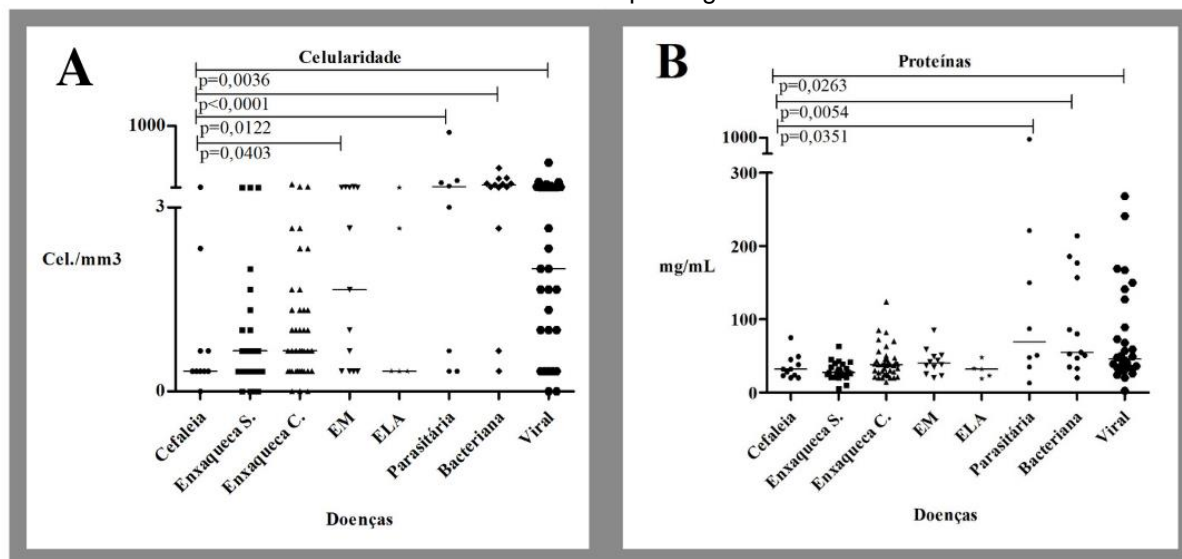 A
Celularidade
p=0,0036
p<0,0001
p=0,0122
p=0,0403
1000
3
Cel./mm3
0
Cefaleia
Enxaqueca S.
Enxaqueca C.
EM
ELA
Parasitária
Bacteriana
Viral
Doenças
B
Proteínas
p=0,0263
p=0,0054
p=0,0351
1000
300
200
mg/mL
100
0
Cefaleia
Enxaqueca S.
Enxaqueca C.
EM
ELA
Parasitária
Bacteriana
Viral
Doenças